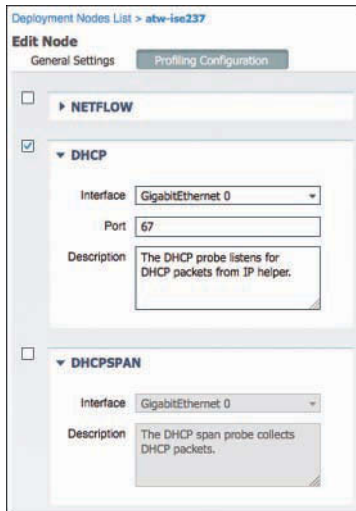 Deployment Nodes List > atw-ise237
Edit Node
General Settings Profiling Configuration
NETFLOW
DHCP
Interface GigabitEthernet 0
Port 67
Description The DHCP probe listens for
DHCP packets from IP helper.
DHCPSPAN
Interface GigabitEthernet 0
Description The DHCP span probe collects
DHCP packets.